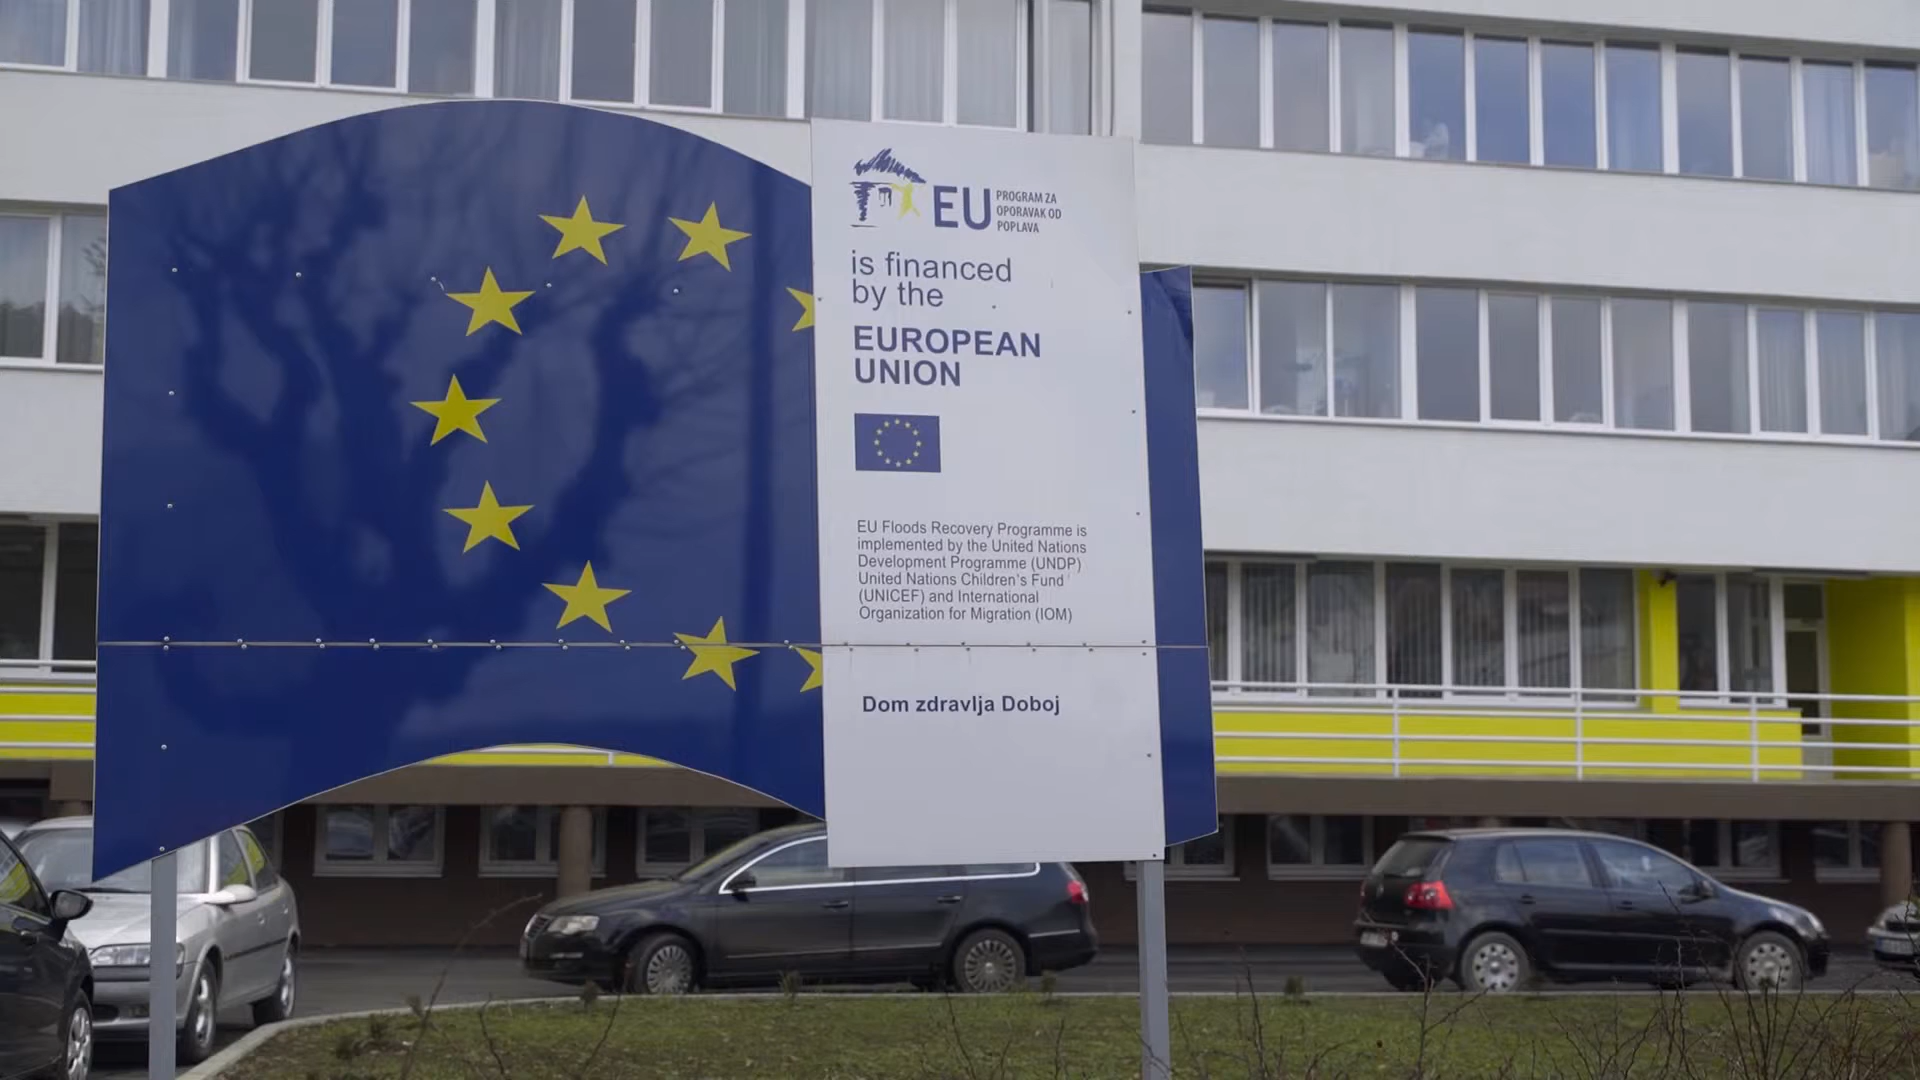 EU
PROGRAM ZA
OPORAVAK OD
POPLAVA
is financed
by the
EUROPEAN
UNION
EU Floods Recovery Programme is
implemented by the United Nations
Development Programme (UNDP)
United Nations Children's Fund
(UNICEF) and International
Organization for Migration (IOM)
Dom zdravlja Doboj